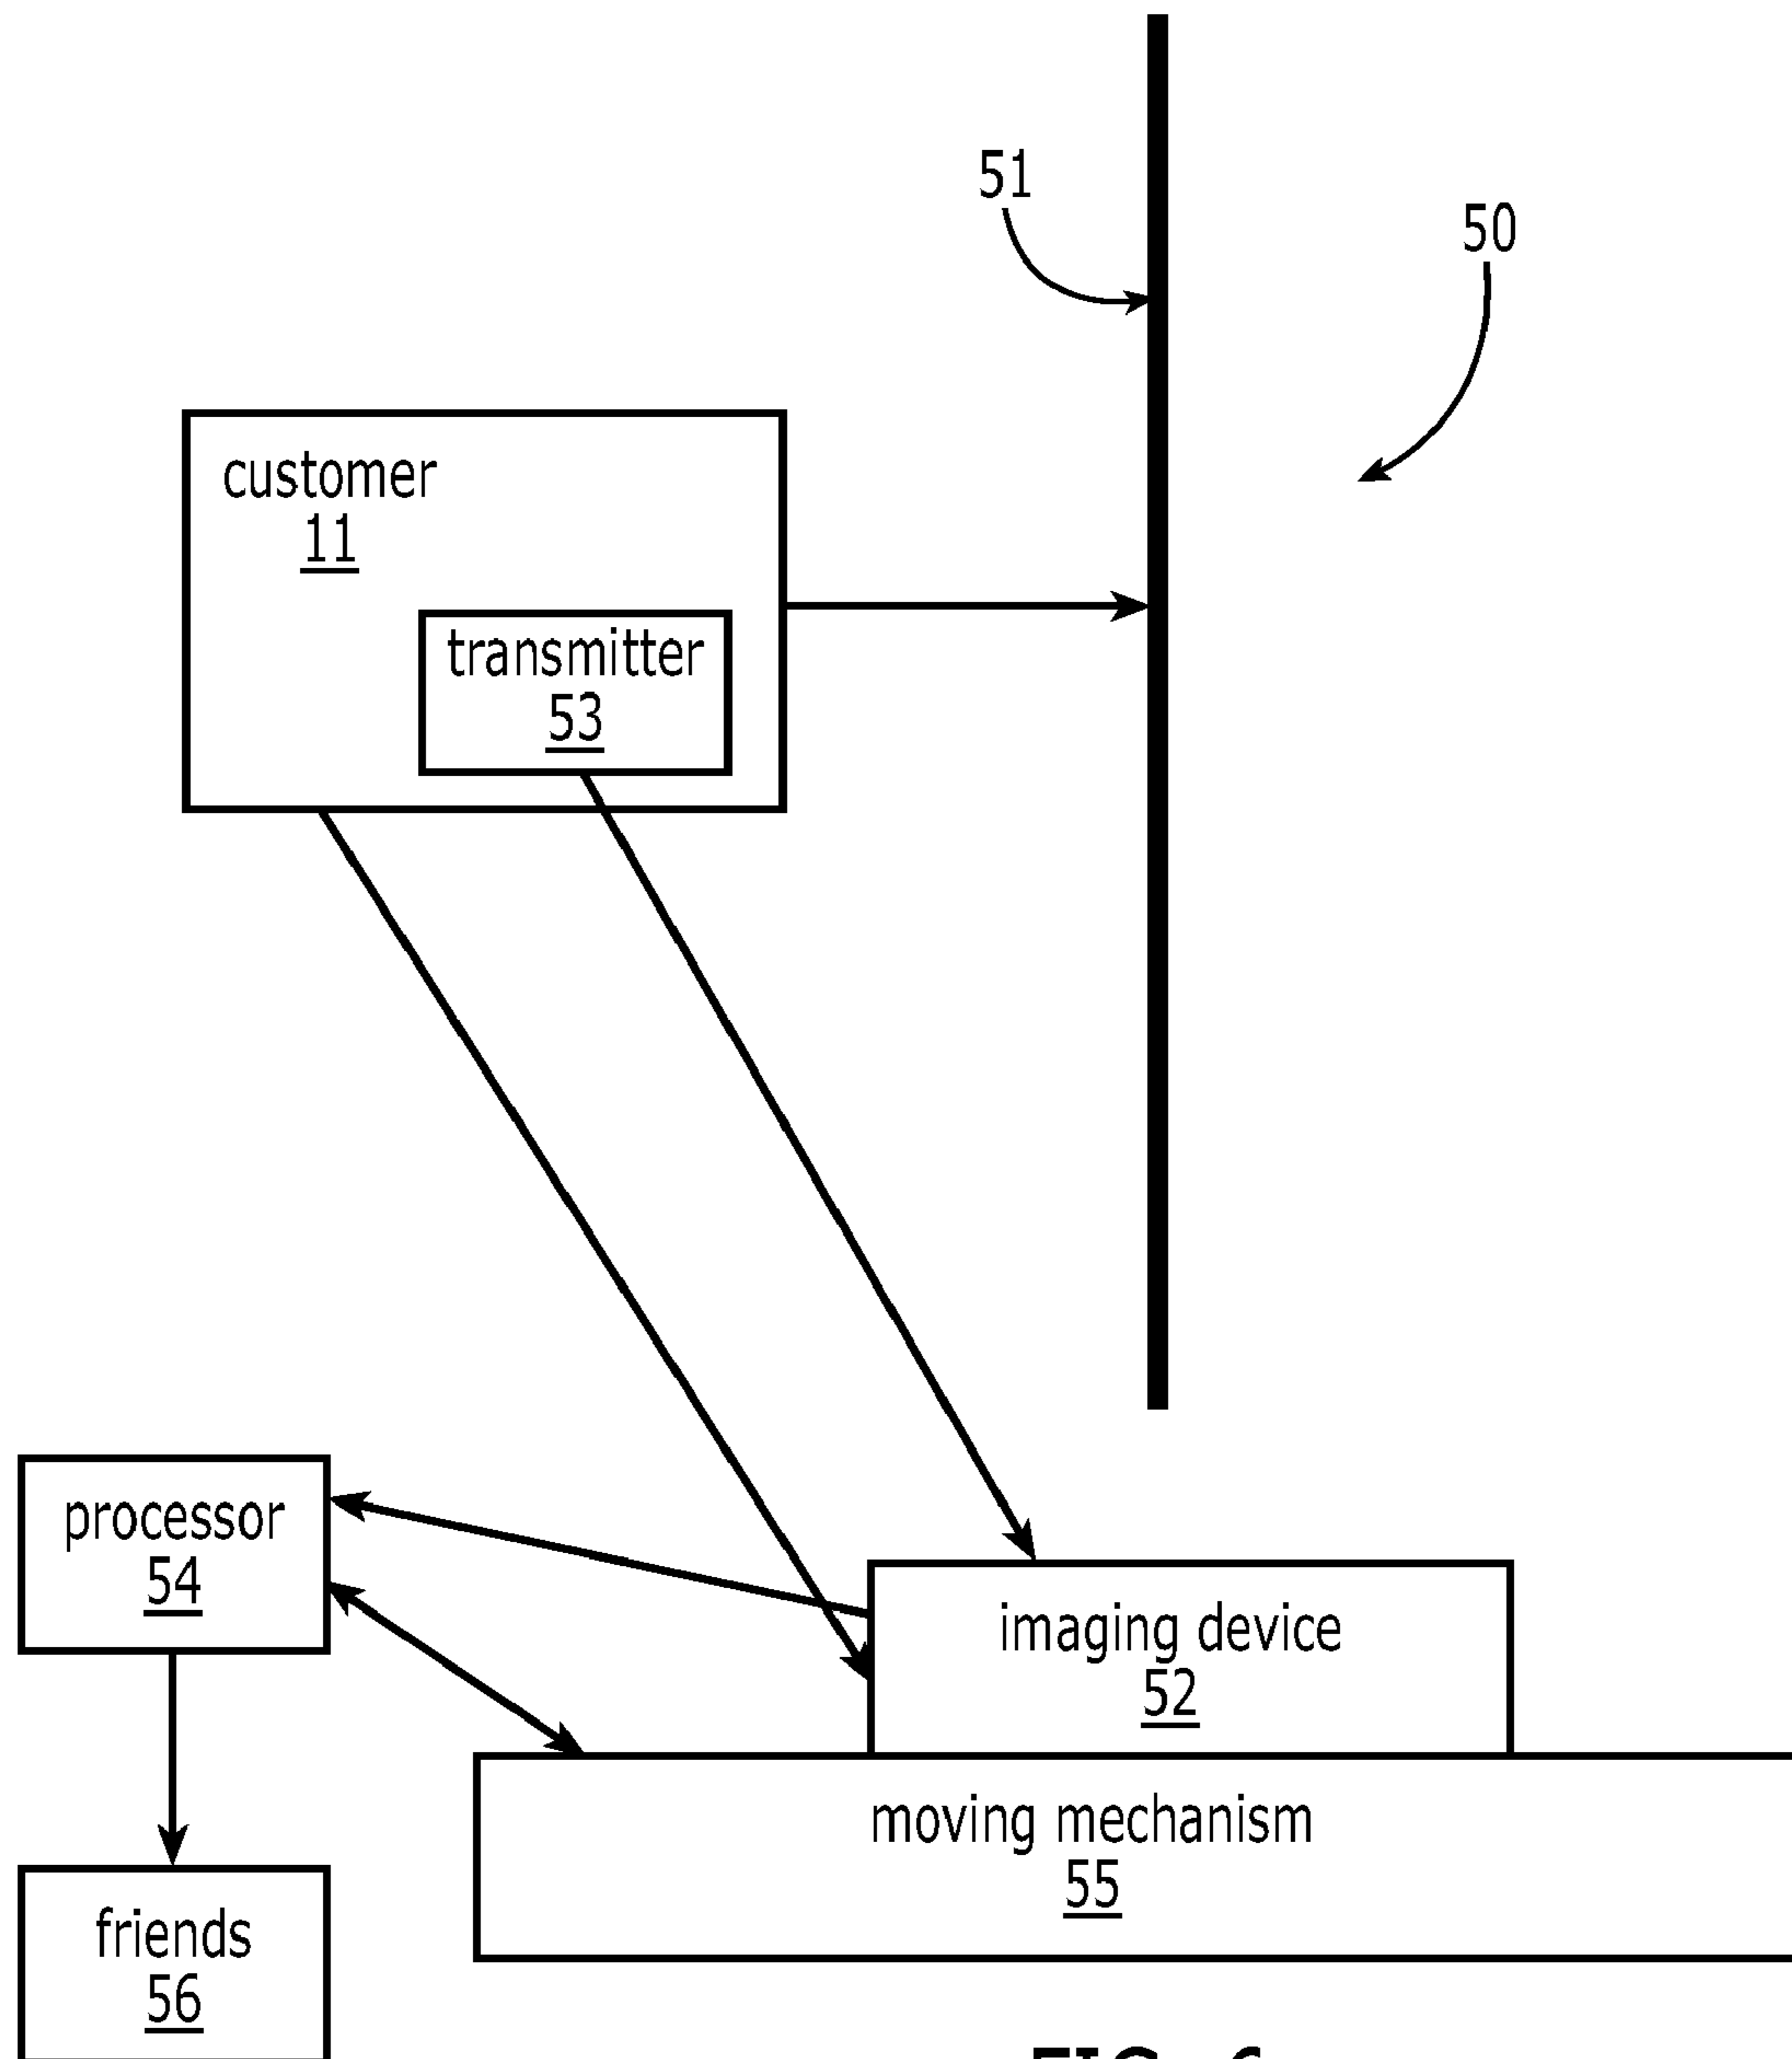 51
50
customer
11
transmitter
53
processor
54
imaging device
52
moving mechanism
55
friends
56